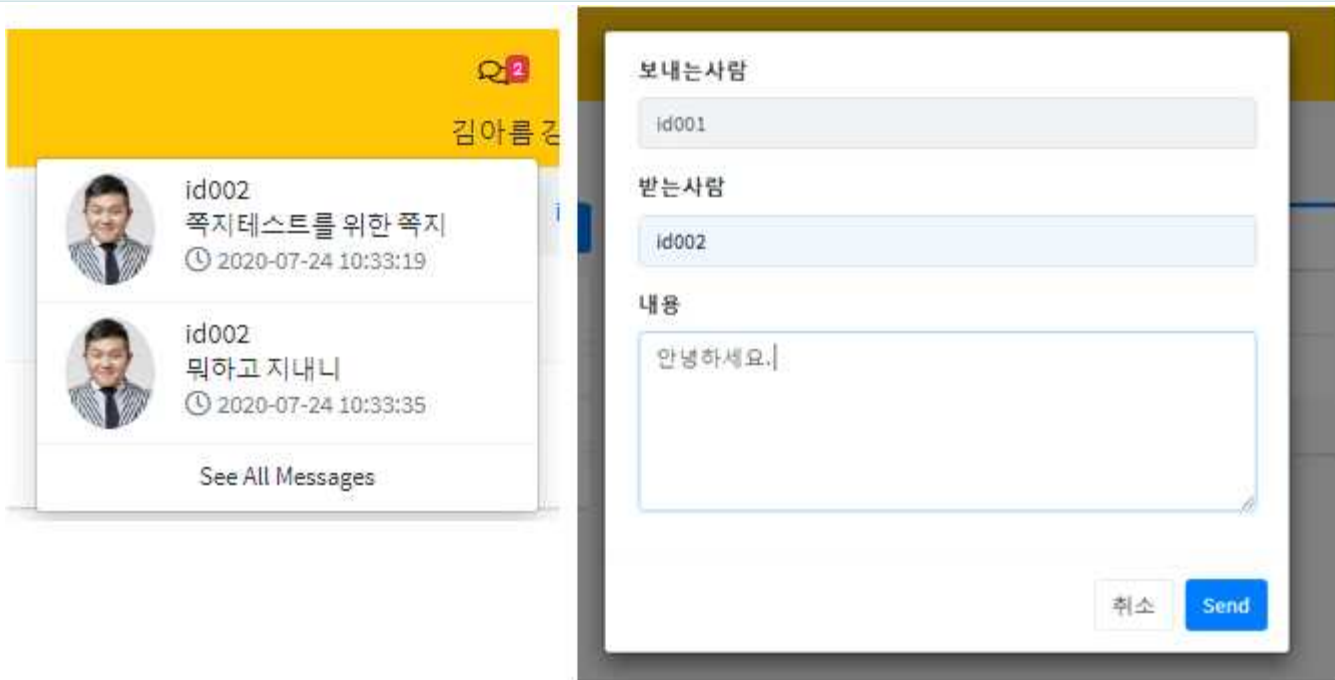 2
김아름
id002
쪽지테스트를 위한 쪽지
2020-07-24 10:33:19
id002
뭐하고 지내니
2020-07-24 10:33:35
See All Messages
보내는사람
id001
받는사람
id002
내용
안녕하세요.
취소 Send